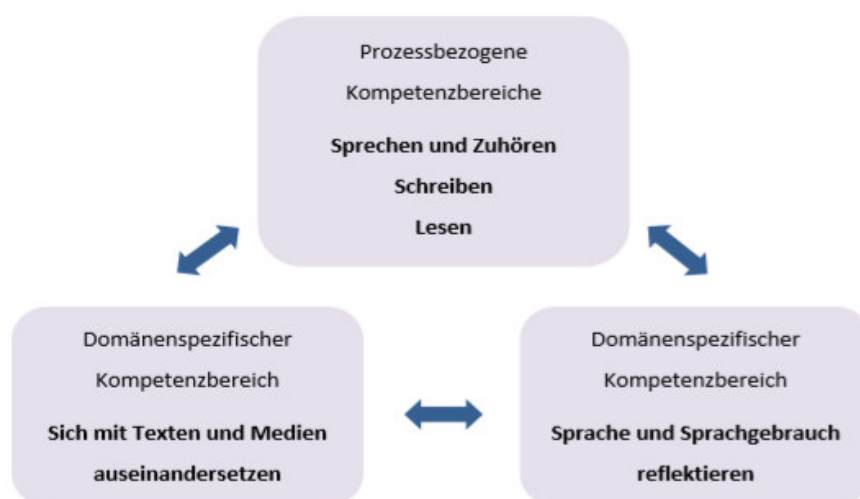 Prozessbezogene
Kompetenzbereiche
Sprechen und Zuhören
Schreiben
Lesen
Domänenspezifischer
Kompetenzbereich
Sich mit Texten und Medien
auseinandersetzen
Domänenspezifischer
Kompetenzbereich
Sprache und Sprachgebrauch
reflektieren